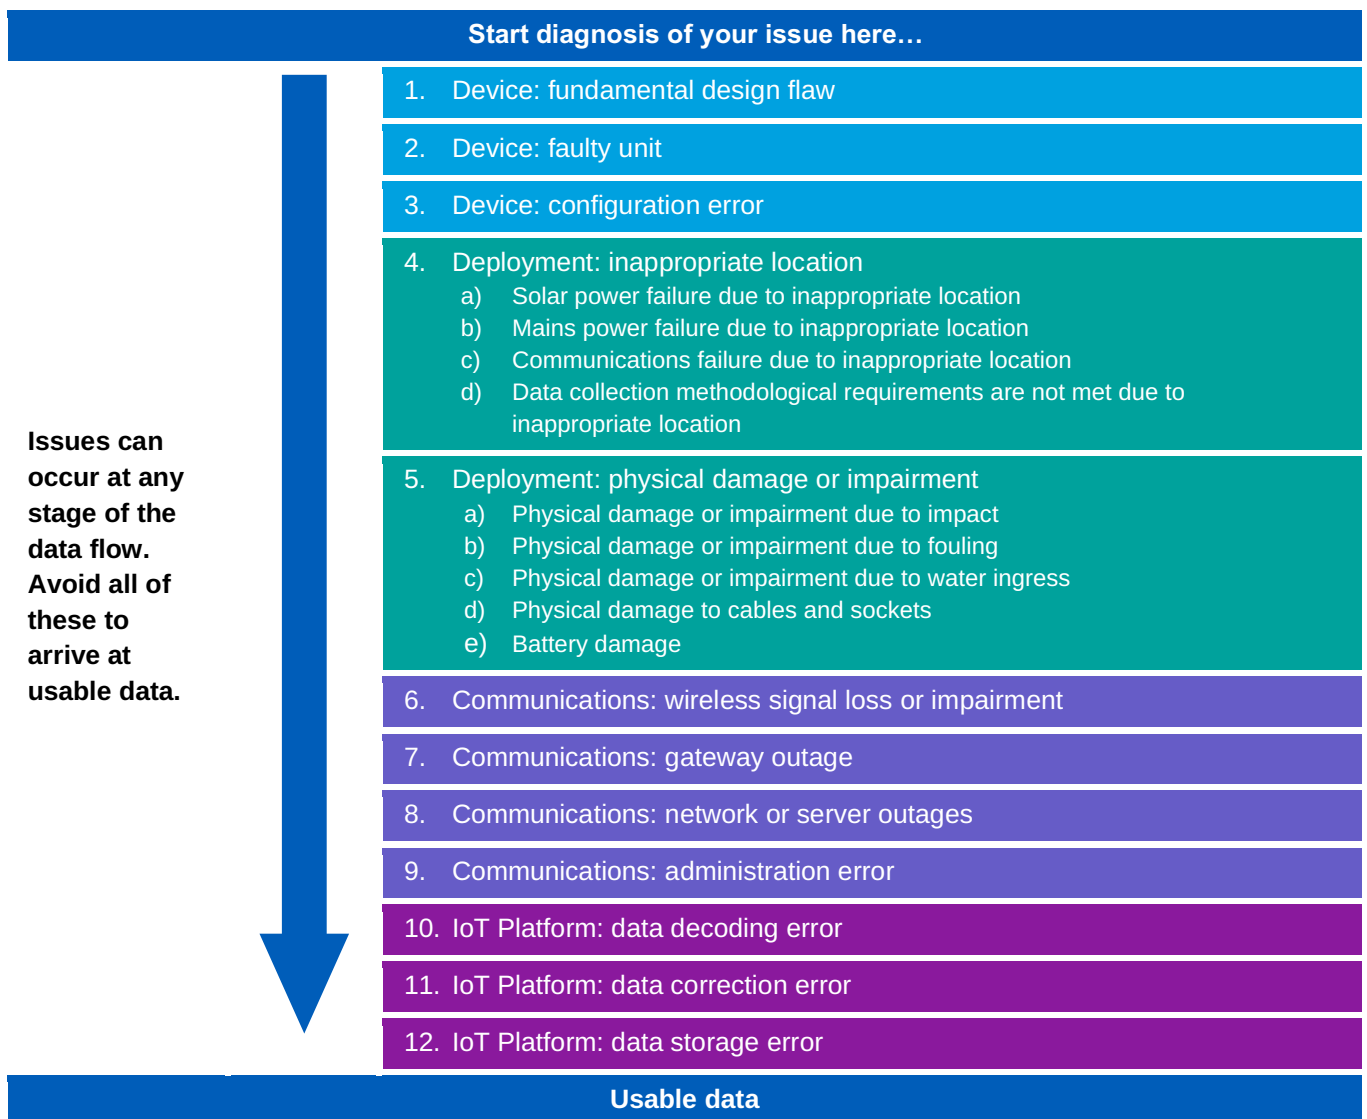 Start diagnosis of your issue here…
Issues can
occur at any
stage of the
data flow.
Avoid all of
these to
arrive at
usable data.
1. Device: fundamental design flaw
2. Device: faulty unit
3. Device: configuration error
4. Deployment: inappropriate location
a) Solar power failure due to inappropriate location
b) Mains power failure due to inappropriate location
c) Communications failure due to inappropriate location
d) Data collection methodological requirements are not met due to
inappropriate location
5. Deployment: physical damage or impairment
a) Physical damage or impairment due to impact
b) Physical damage or impairment due to fouling
c) Physical damage or impairment due to water ingress
d) Physical damage to cables and sockets
e) Battery damage
6. Communications: wireless signal loss or impairment
7. Communications: gateway outage
8. Communications: network or server outages
9. Communications: administration error
10. IoT Platform: data decoding error
11. IoT Platform: data correction error
12. IoT Platform: data storage error
Usable data